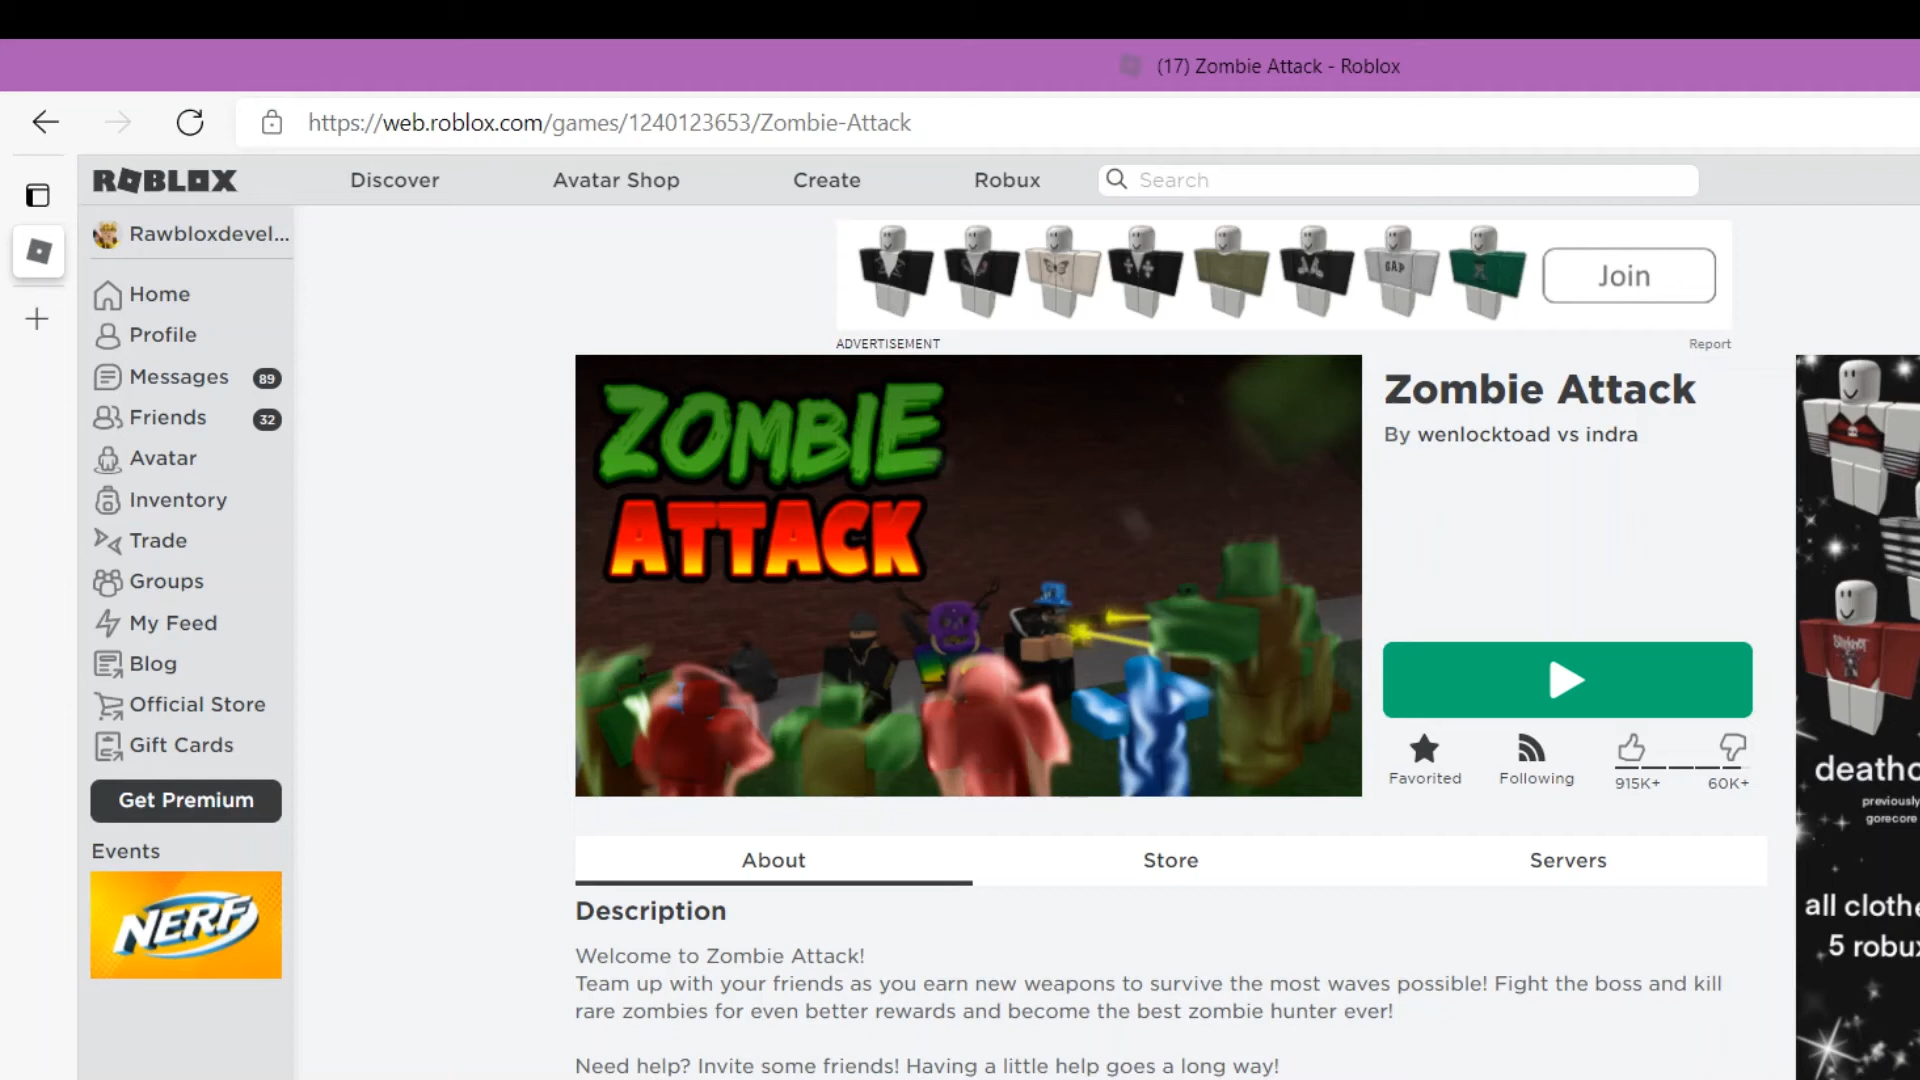 (17) Zombie Attack - Roblox
https://web.roblox.com/games/1240123653/Zombie-Attack
ROBLOX
Discover
Avatar Shop
Create
Robux
Search
Rawbloxdevel...
Home
Profile
Messages 89
Friends 32
Avatar
Inventory
Trade
Groups
My Feed
Blog
Official Store
Gift Cards
Get Premium
Events
NERF
GAP
Join
ADVERTISEMENT
Report
ZOMBIE
ATTACK
Zombie Attack
By wenlocktoad vs indra
Favorited
Following
915K+
60K+
About
Store
Servers
Description
Welcome to Zombie Attack!
Team up with your friends as you earn new weapons to survive the most waves possible! Fight the boss and kill
rare zombies for even better rewards and become the best zombie hunter ever!
Need help? Invite some friends! Having a little help goes a long way!
Slipknot
deathc
previously
gorecore
all clothe
5 robux